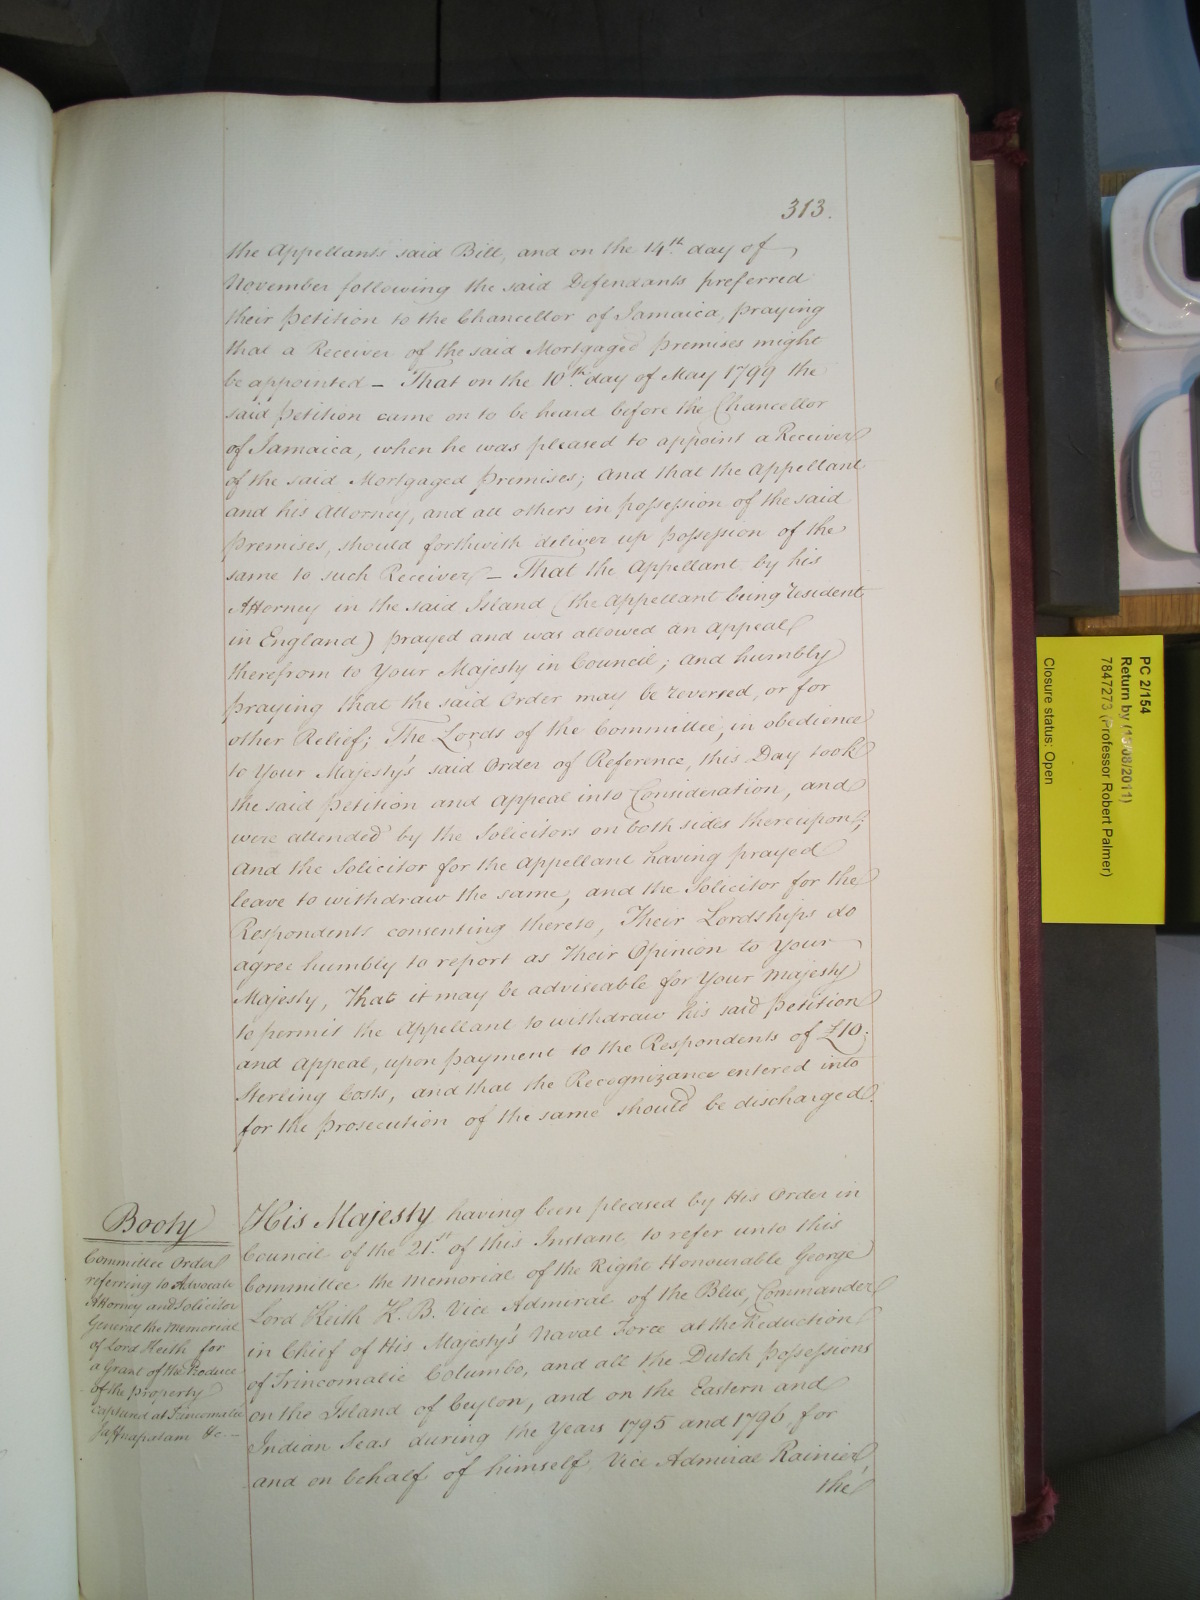 313.
the Appellants said Bill, and on the 14th. day of
November following the said Defendants preferred
their Petition to the Chancellor of Jamaica, praying
that a Receiver of the said Mortgaged Premises might
be appointed – That on the 10th. day of May 1799 the
said Petition came on to be heard before the Chancellor
of Jamaica, when he was pleased to appoint a Receiver
of the said Mortgaged Premises; And that the Appellant
and his Attorney, and all others in possession of the said
Premises, should forthwith deliver up possession of the
same to such Receiver – That the Appellant by his
Attorney in the said Island (the Appellant being resident
in England) prayed and was allowed an Appeal
therefrom to Your Majesty in Council; and humbly
praying that the said Order may be reversed, or for
other Relief; The Lords of the Committee, in obedience
to Your Majesty's said Order of Reference, this Day took
the said Petition and Appeal into Consideration, and
were attended by the Solicitors on both sides thereupon;
And the Solicitor for the Appellant having prayed
leave to withdraw the same, and the Solicitor for the
Respondents consenting thereto, Their Lordships do
agree humbly to report as Their Opinion to Your
Majesty, That it may be adviseable for Your Majesty
to permit the Appellant to withdraw his said Petition
and Appeal, upon payment to the Respondents of £10.
Sterling Costs, and that the Recognizance entered into
for the Prosecution of the same should be discharged.
Booty
Committee Order
referring to Advocate
Attorney and Solicitor
General the Memorial
of Lord Keith for
a Grant of the Produce
of the Property
captured at Trincomalie
Jaffnapatam &c. –
His Majesty having been pleased by His Order in
Council of the 21st. of this Instant, to refer unto this
Committee the Memorial of the Right Honourable George
Lord Keith K.B. Vice Admiral of the Blue, Commander
in Chief of His Majesty's Naval Force at the Reduction
of Trincomalie Columbo, and all the Dutch Possessions
on the Island of Ceylon, and on the Eastern and
Indian Seas during the Years 1795 and 1796, for
and on behalf of himself Vice Admiral Rainier,
the
PC 2/154
Return by (13/08/2011)
7847273 (Professor Robert Palmer)
Closure status: Open